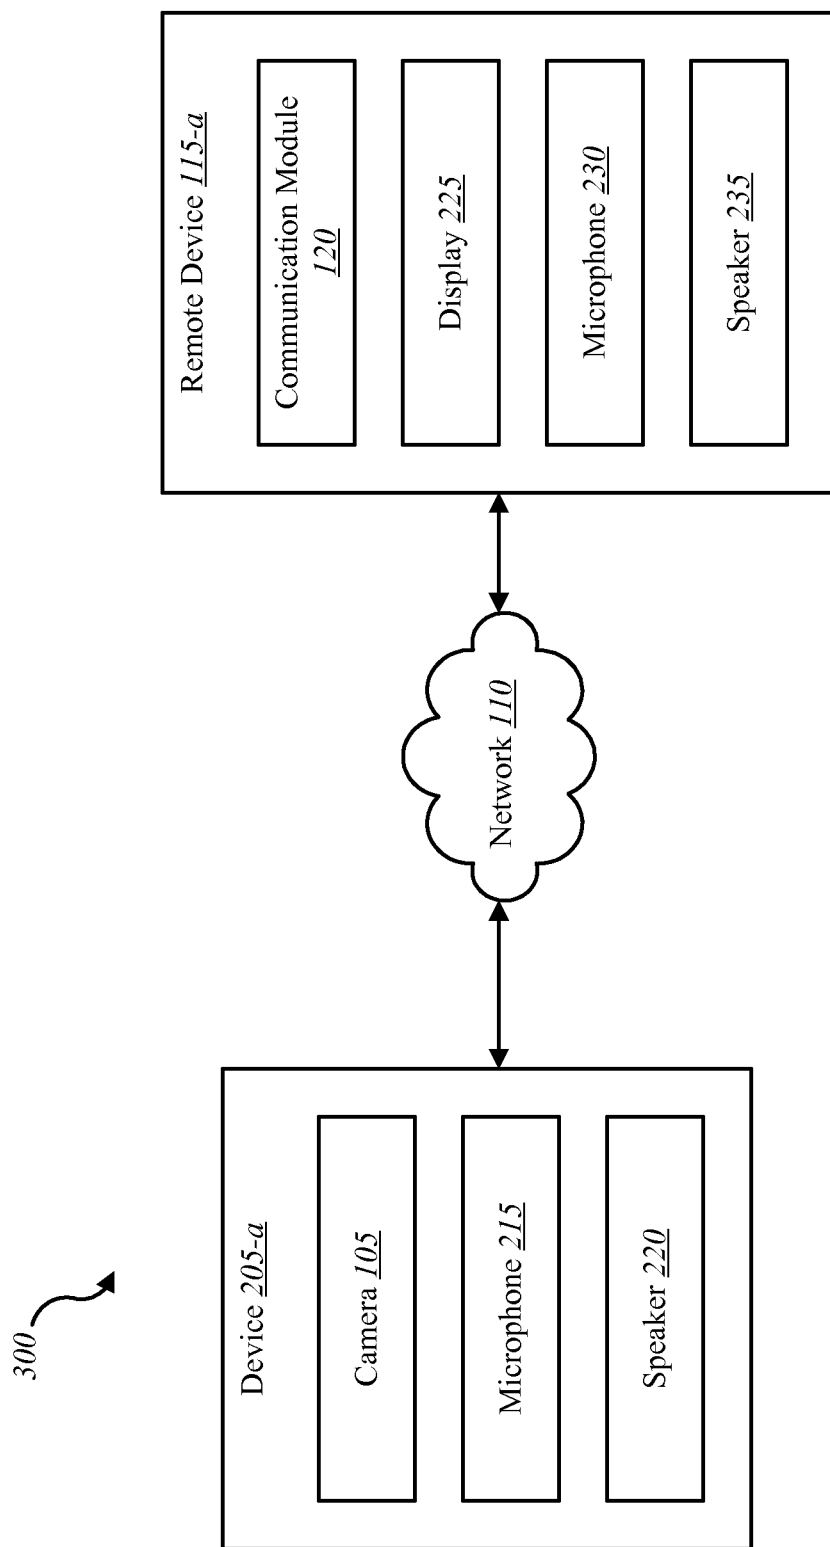 300
Device 205-a
Camera 105
Microphone 215
Speaker 220
Network 110
Remote Device 115-a
Communication Module
120
Display 225
Microphone 230
Speaker 235